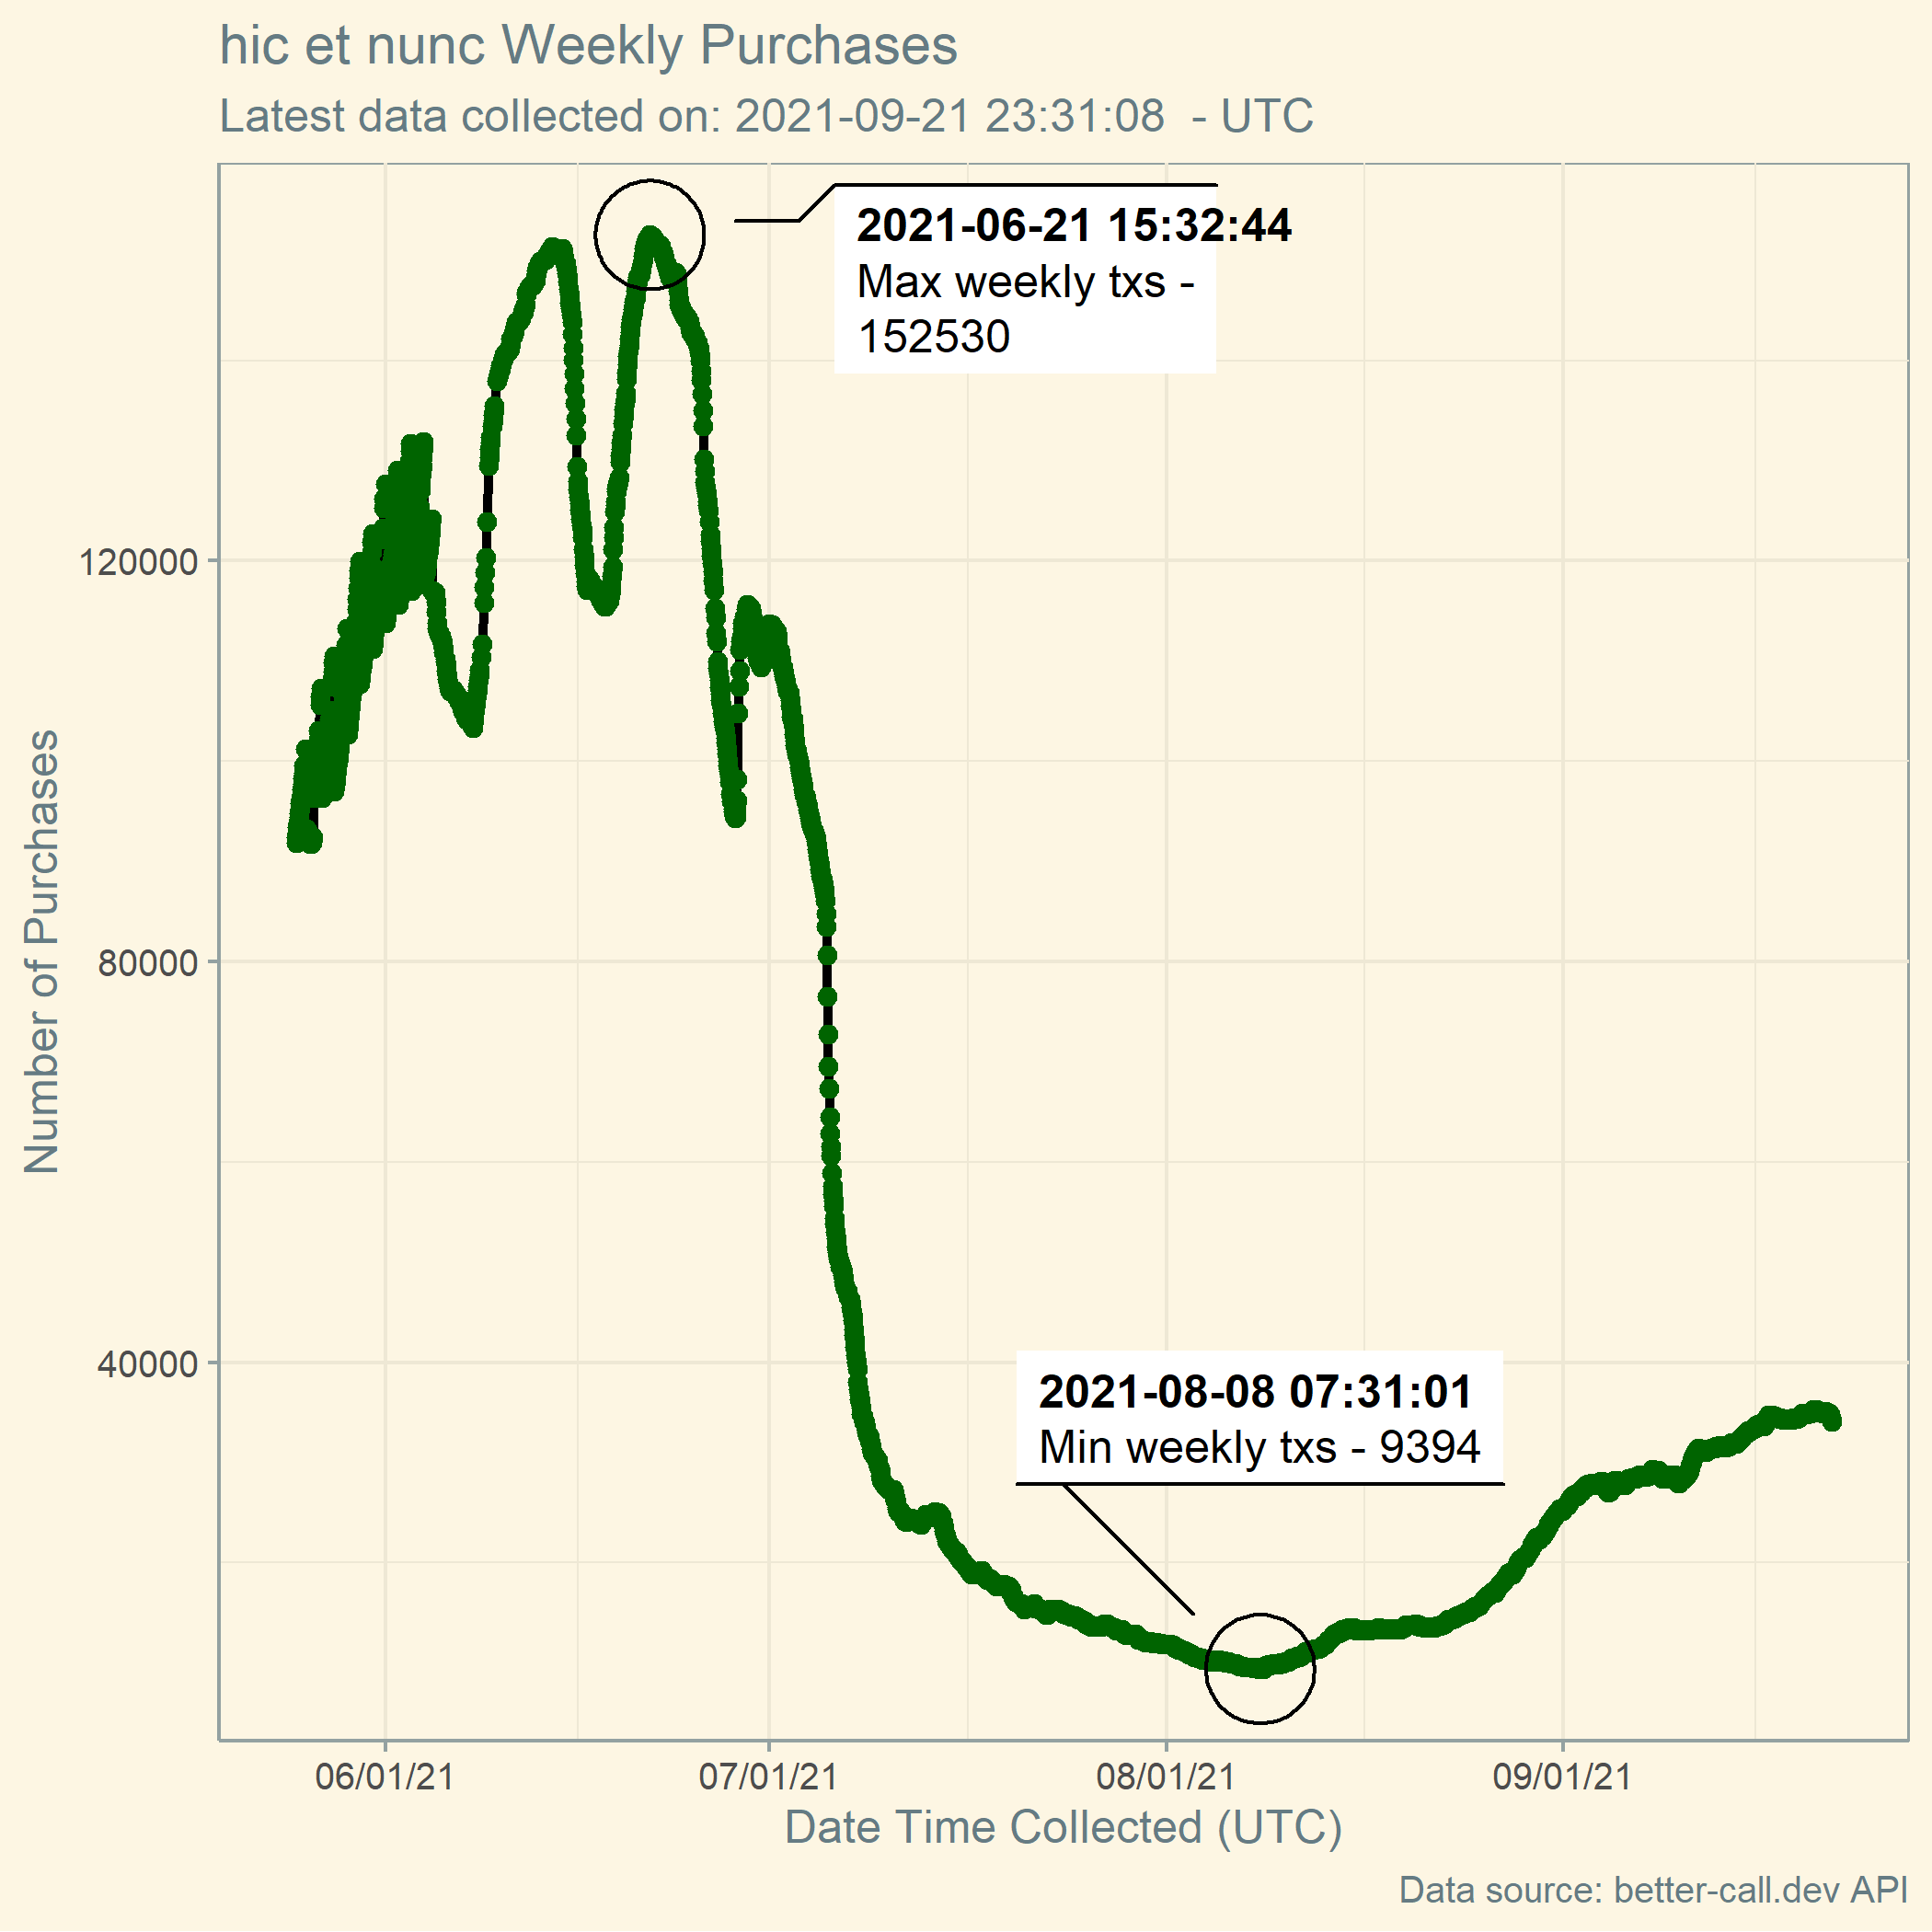 hic et nunc Weekly Purchases
Latest data collected on: 2021-09-21 23:31:08  - UTC
2021-06-21 15:32:44
Max weekly txs -
152530
120000
80000
40000
Number of Purchases
2021-08-08 07:31:01
Min weekly txs - 9394
06/01/21 07/01/21 08/01/21 09/01/21
Date Time Collected (UTC)
Data source: better-call.dev API